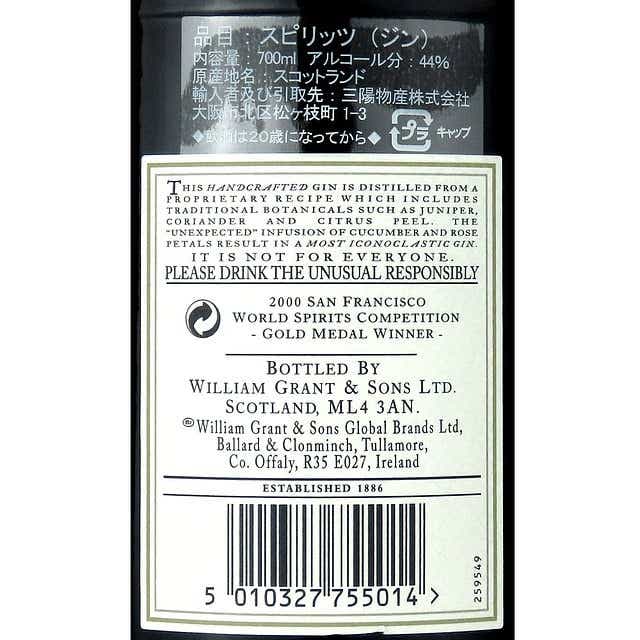 品目：スピリッツ（ジン）
内容量：700ml アルコール分：44%
原産地名：スコットランド
輸入者及び引取先：三陽物産株式会社
大阪市北区松ヶ枝町1-3
◆飲酒は20歳になってから◆ プラ キャップ
THIS HANDCRAFTED GIN IS DISTILLED FROM A
PROPRIETARY RECIPE WHICH INCLUDES
TRADITIONAL BOTANICALS SUCH AS JUNIPER,
CORIANDER AND CITRUS PEEL. THE
"UNEXPECTED" INFUSION OF CUCUMBER AND ROSE
PETALS RESULT IN A MOST ICONOCLASTIC GIN.
IT IS NOT FOR EVERYONE.
PLEASE DRINK THE UNUSUAL RESPONSIBLY
2000 SAN FRANCISCO
WORLD SPIRITS COMPETITION
- GOLD MEDAL WINNER -
BOTTLED BY
WILLIAM GRANT & SONS LTD.
SCOTLAND, ML4 3AN.
William Grant & Sons Global Brands Ltd,
Ballard & Clonminch, Tullamore,
Co. Offaly, R35 E027, Ireland
ESTABLISHED 1886
5 010327 755014 >
259549